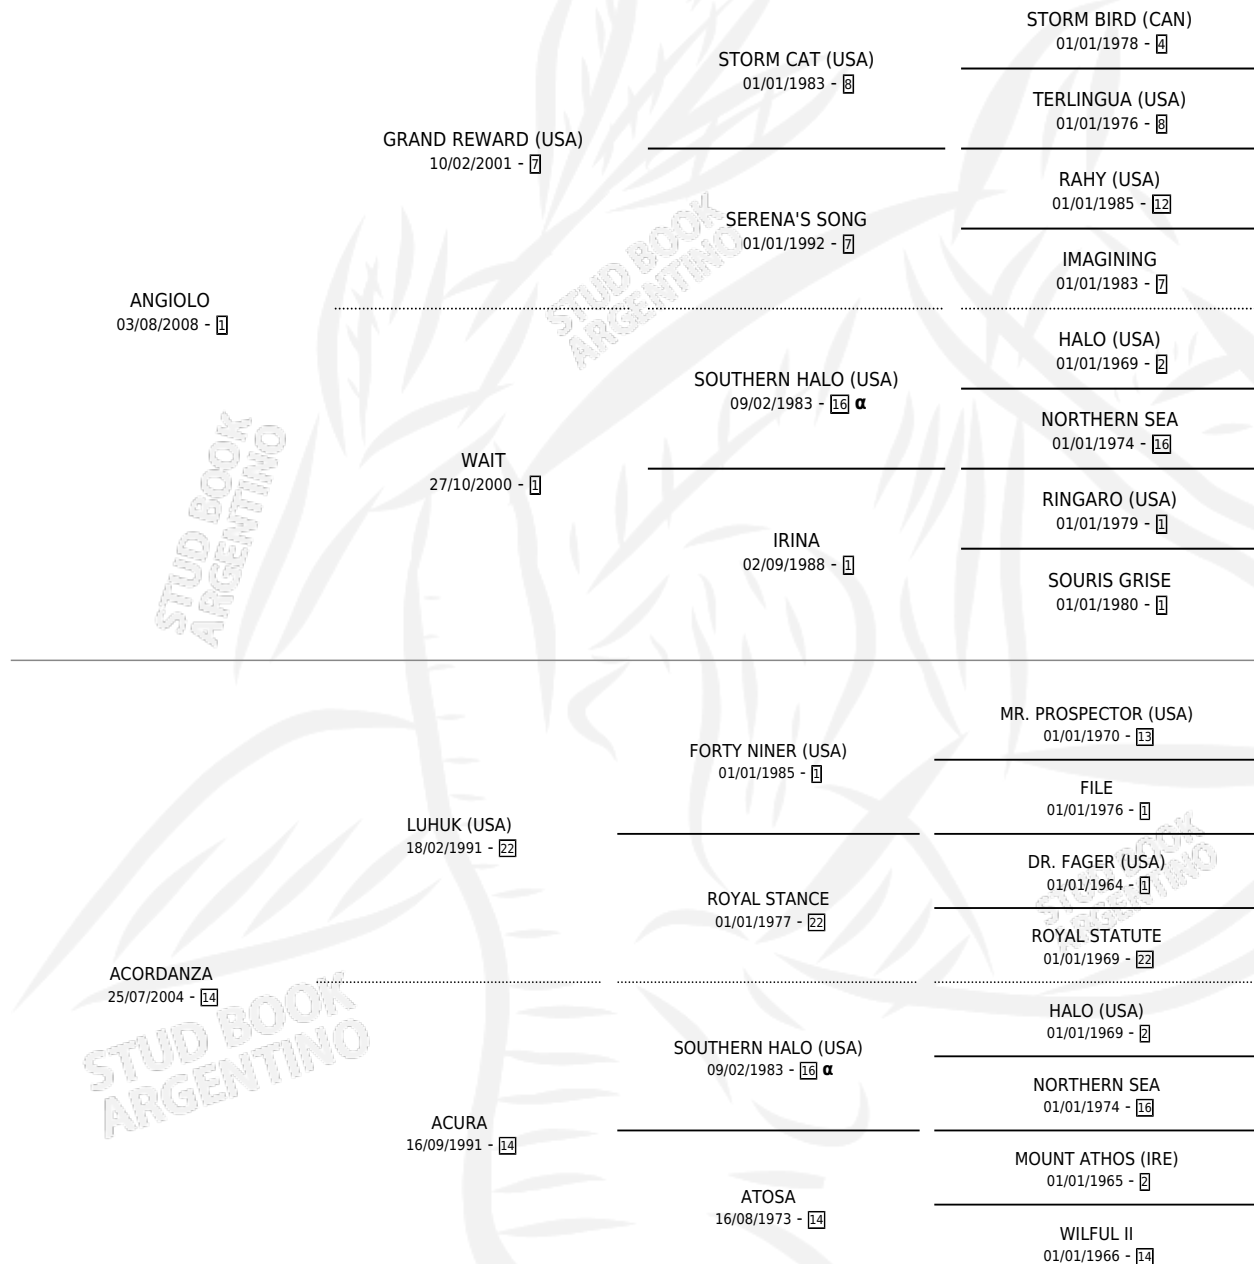 STORM BIRD (CAN)
01/01/1978 - 4
STORM CAT (USA)
01/01/1983 - 8
TERLINGUA (USA)
01/01/1976 - 8
GRAND REWARD (USA)
10/02/2001 - 7
RAHY (USA)
01/01/1985 - 12
SERENA'S SONG
01/01/1992 - 7
IMAGINING
01/01/1983 - 7
STUD BOOK
ARGENTINO
ANGIOLO
03/08/2008 - 1
HALO (USA)
01/01/1969 - 2
SOUTHERN HALO (USA)
09/02/1983 - 16 α
NORTHERN SEA
01/01/1974 - 16
WAIT
27/10/2000 - 1
RINGARO (USA)
01/01/1979 - 1
IRINA
02/09/1988 - 1
SOURIS GRISE
01/01/1980 - 1
STUD BOOK
ARGENTINO
MR. PROSPECTOR (USA)
01/01/1970 - 13
FORTY NINER (USA)
01/01/1985 - 1
FILE
01/01/1976 - 1
LUHUK (USA)
18/02/1991 - 22
DR. FAGER (USA)
01/01/1964 - 1
STUD BOOK
ARGENTINO
ROYAL STANCE
01/01/1977 - 22
ROYAL STATUTE
01/01/1969 - 22
ACORDANZA
25/07/2004 - 14
STUD BOOK
ARGENTINO
HALO (USA)
01/01/1969 - 2
SOUTHERN HALO (USA)
09/02/1983 - 16 α
NORTHERN SEA
01/01/1974 - 16
ACURA
16/09/1991 - 14
MOUNT ATHOS (IRE)
01/01/1965 - 2
ATOSA
16/08/1973 - 14
WILFUL II
01/01/1966 - 14